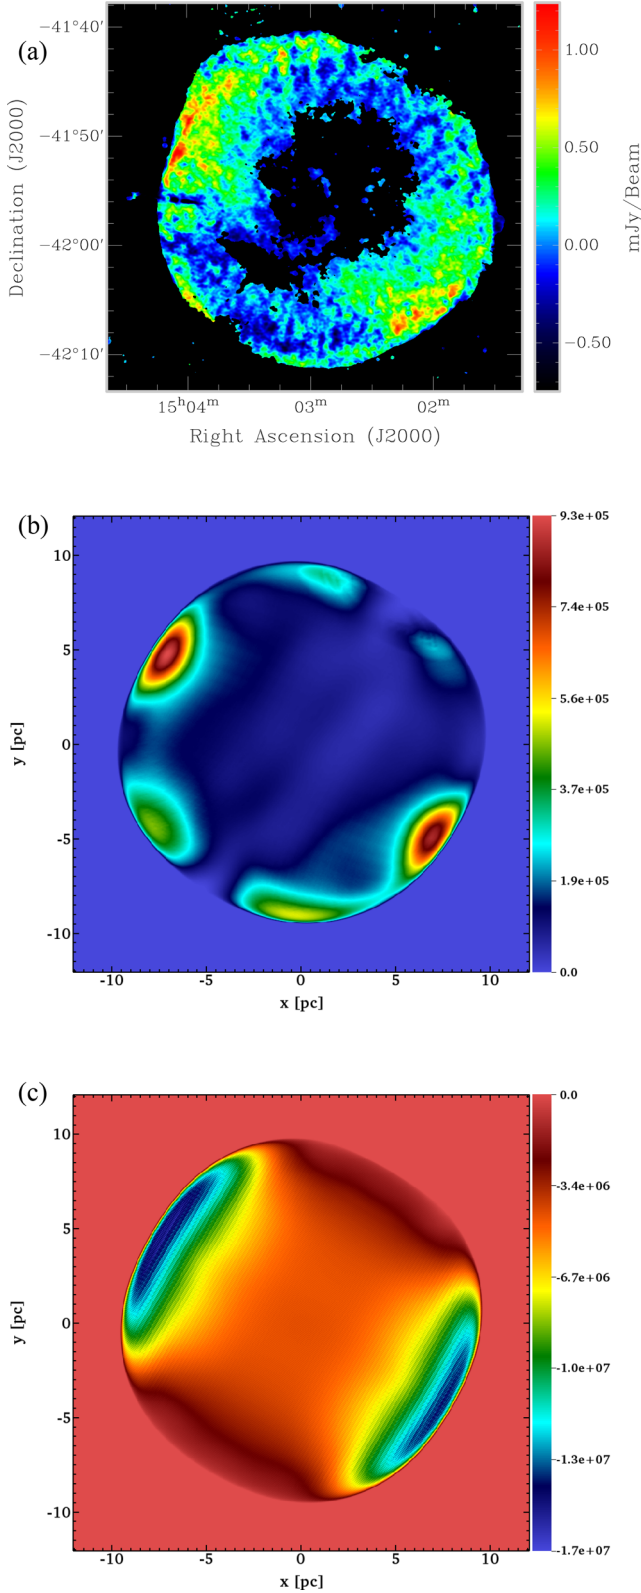 (a)
−41°40′
−41°50′
−42°00′
−42°10′
Declination (J2000)
15ʰ04ᵐ
03ᵐ
02ᵐ
Right Ascension (J2000)
1.00
0.50
0.00
−0.50
mJy/Beam
(b)
10
5
0
-5
-10
y [pc]
-10
-5
0
5
10
x [pc]
9.3e+05
7.4e+05
5.6e+05
3.7e+05
1.9e+05
0.0
(c)
10
5
0
-5
-10
y [pc]
-10
-5
0
5
10
x [pc]
0.0
-3.4e+06
-6.7e+06
-1.0e+07
-1.3e+07
-1.7e+07